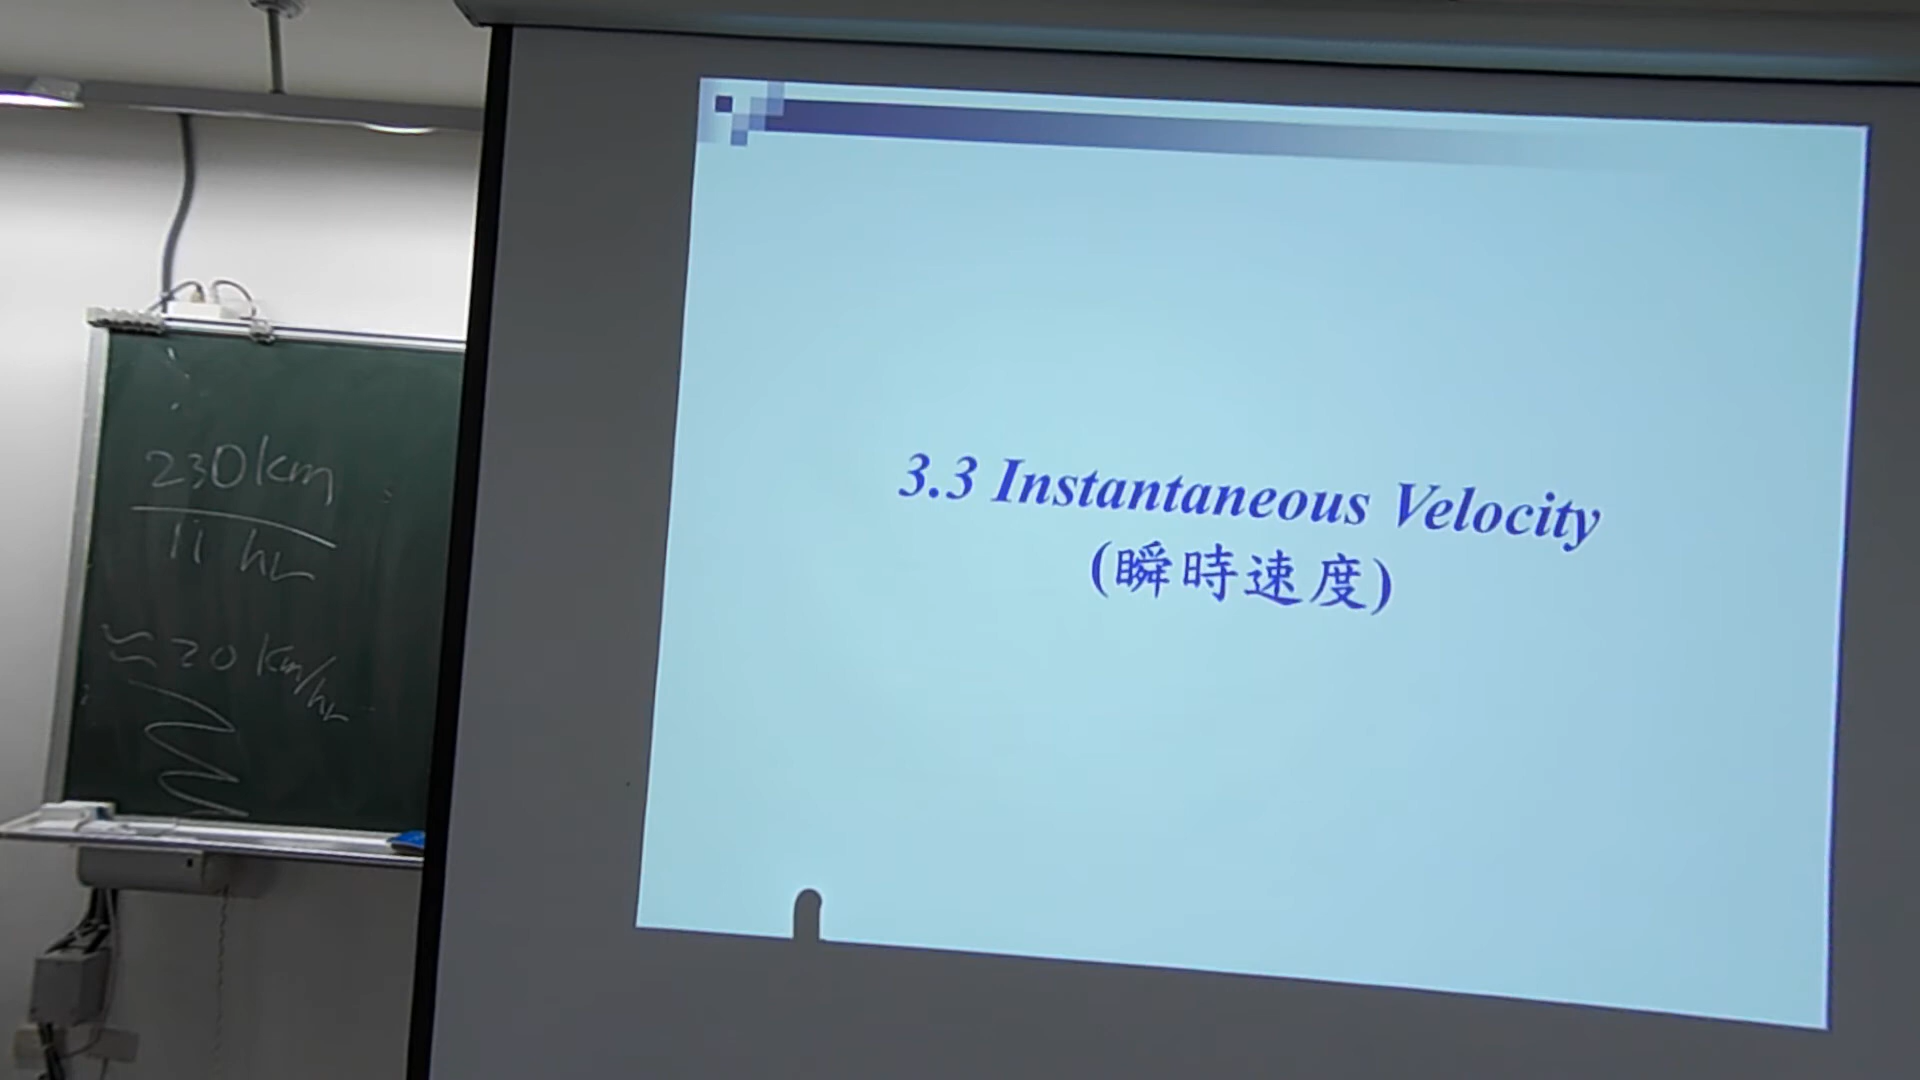 230km
11 hr
≈ 20 km/hr
3.3 Instantaneous Velocity
(瞬時速度)